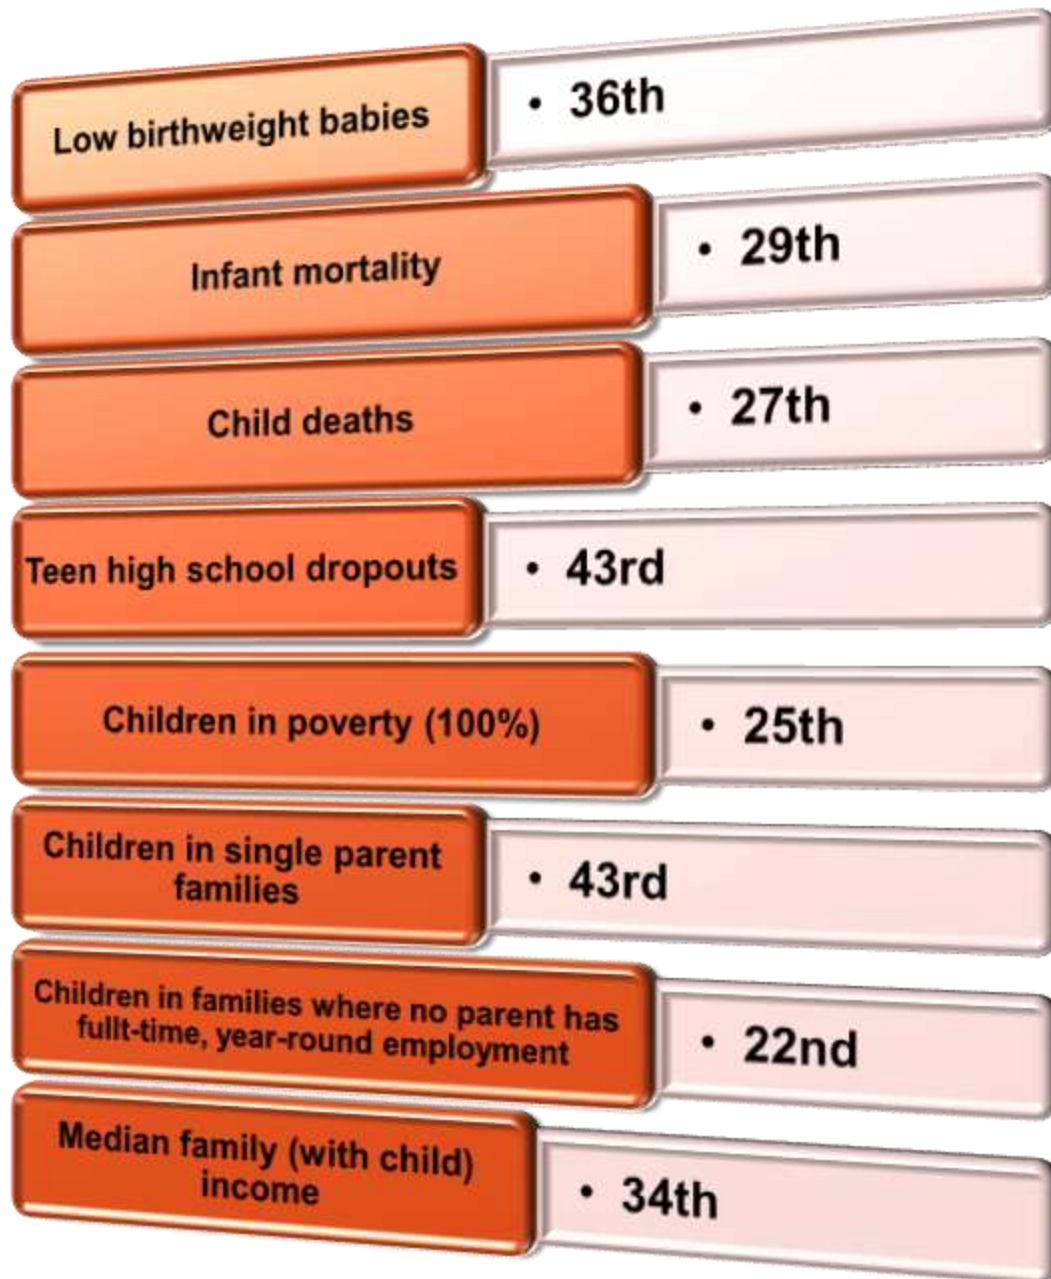 Low birthweight babies
• 36th
Infant mortality
• 29th
Child deaths
• 27th
Teen high school dropouts
• 43rd
Children in poverty (100%)
• 25th
Children in single parent
families
• 43rd
Children in families where no parent has
fullt-time, year-round employment
• 22nd
Median family (with child)
income
• 34th